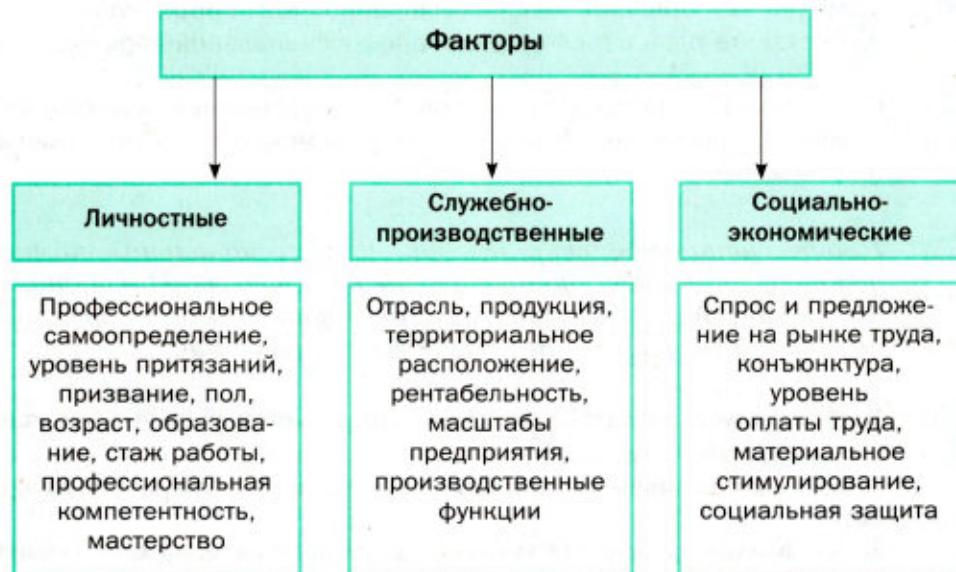 Факторы
Личностные
Служебно-
производственные
Социально-
экономические
Профессиональное
самоопределение,
уровень притязаний,
призвание, пол,
возраст, образова-
ние, стаж работы,
профессиональная
компетентность,
мастерство
Отрасль, продукция,
территориальное
расположение,
рентабельность,
масштабы
предприятия,
производственные
функции
Спрос и предложе-
ние на рынке труда,
конъюнктура,
уровень
оплаты труда,
материальное
стимулирование,
социальная защита